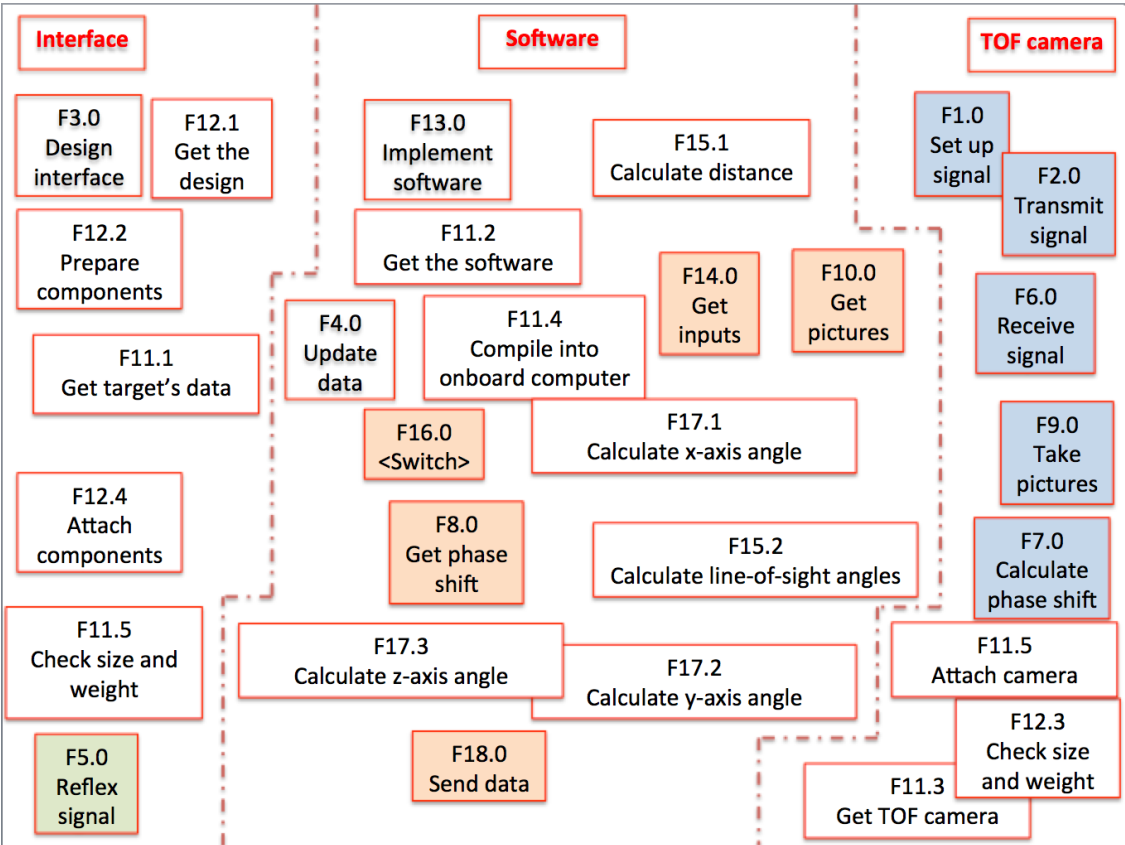 Interface
Software
TOF camera
F3.0
Design
interface
F12.1
Get the
design
F12.2
Prepare
components
F11.1
Get target’s data
F12.4
Attach
components
F11.5
Check size and
weight
F5.0
Reflex
signal
F13.0
Implement
software
F15.1
Calculate distance
F11.2
Get the software
F14.0
Get
inputs
F10.0
Get
pictures
F4.0
Update
data
F11.4
Compile into
onboard computer
F16.0
<Switch>
F17.1
Calculate x-axis angle
F8.0
Get phase
shift
F15.2
Calculate line-of-sight angles
F17.3
Calculate z-axis angle
F17.2
Calculate y-axis angle
F18.0
Send data
F1.0
Set up
signal
F2.0
Transmit
signal
F6.0
Receive
signal
F9.0
Take
pictures
F7.0
Calculate
phase shift
F11.5
Attach camera
F12.3
Check size
and weight
F11.3
Get TOF camera